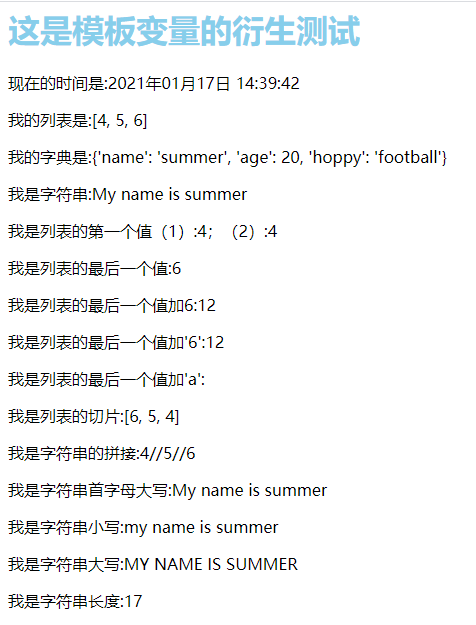 这是模板变量的衍生测试
现在的时间是:2021年01月17日 14:39:42
我的列表是:[4, 5, 6]
我的字典是:{'name': 'summer', 'age': 20, 'hoppy': 'football'}
我是字符串:My name is summer
我是列表的第一个值（1）:4；（2）:4
我是列表的最后一个值:6
我是列表的最后一个值加6:12
我是列表的最后一个值加'6':12
我是列表的最后一个值加'a':
我是列表的切片:[6, 5, 4]
我是字符串的拼接:4//5//6
我是字符串首字母大写:My name is summer
我是字符串小写:my name is summer
我是字符串大写:MY NAME IS SUMMER
我是字符串长度:17